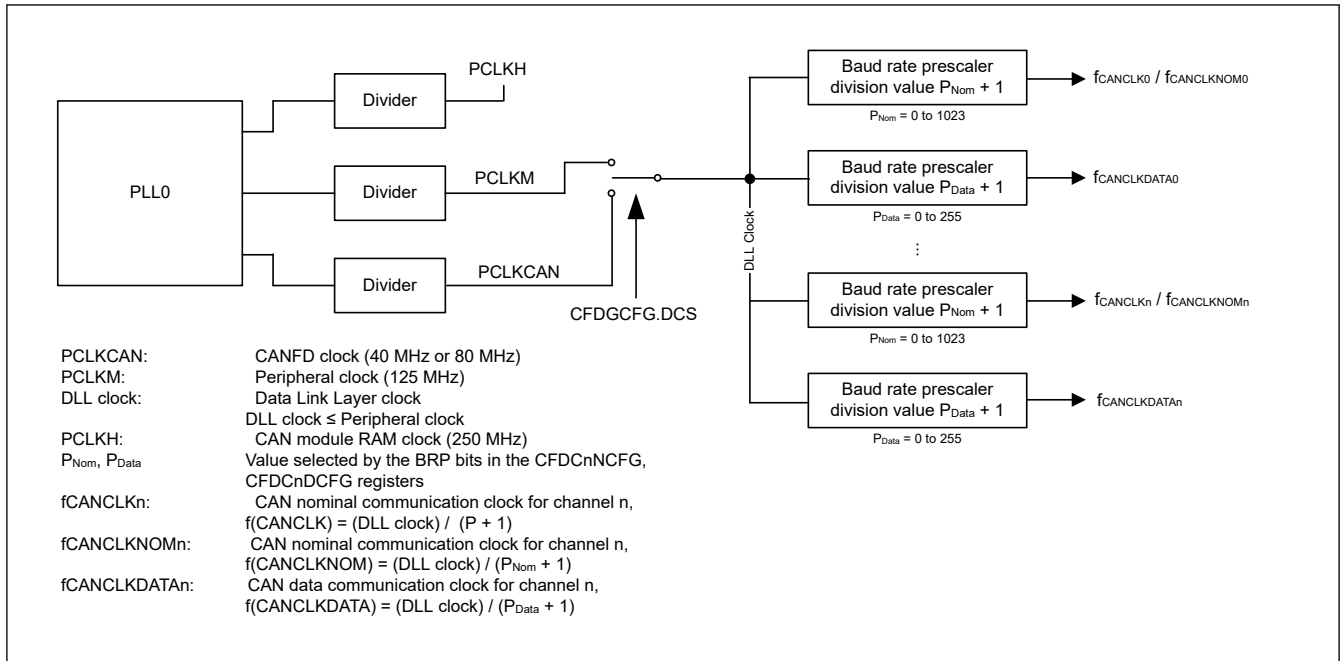 PLL0
Divider
PCLKH
Divider
PCLKM
Divider
PCLKCAN
CFDGCFG.DCS
DLL Clock
Baud rate prescaler
division value PNom + 1
PNom = 0 to 1023
fCANCLK0 / fCANCLKNOM0
Baud rate prescaler
division value PData + 1
PData = 0 to 255
fCANCLKDATA0
⋮
Baud rate prescaler
division value PNom + 1
PNom = 0 to 1023
fCANCLKn / fCANCLKNOMn
Baud rate prescaler
division value PData + 1
PData = 0 to 255
fCANCLKDATAn
PCLKCAN: CANFD clock (40 MHz or 80 MHz)
PCLKM: Peripheral clock (125 MHz)
DLL clock: Data Link Layer clock
DLL clock ≤ Peripheral clock
PCLKH: CAN module RAM clock (250 MHz)
PNom, PData Value selected by the BRP bits in the CFDCnNCFG,
CFDCnDCFG registers
fCANCLKn: CAN nominal communication clock for channel n,
f(CANCLK) = (DLL clock) / (P + 1)
fCANCLKNOMn: CAN nominal communication clock for channel n,
f(CANCLKNOM) = (DLL clock) / (PNom + 1)
fCANCLKDATAn: CAN data communication clock for channel n,
f(CANCLKDATA) = (DLL clock) / (PData + 1)